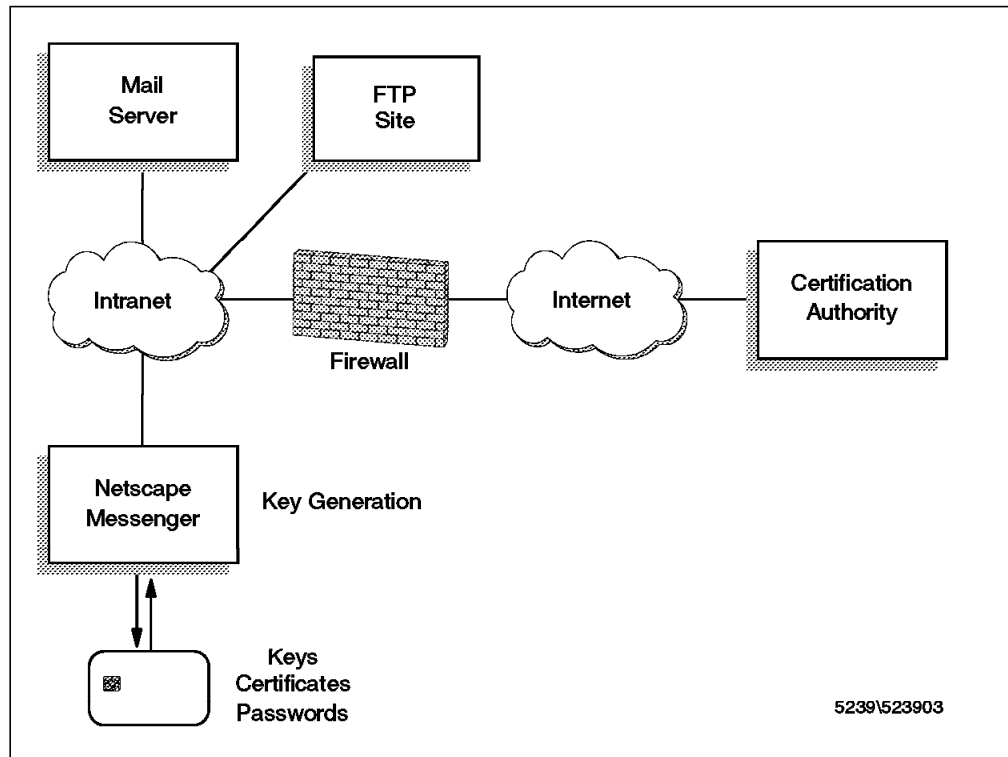 Mail
Server
FTP
Site
Intranet
Firewall
Internet
Certification
Authority
Netscape
Messenger
Key Generation
Keys
Certificates
Passwords
5239\523903